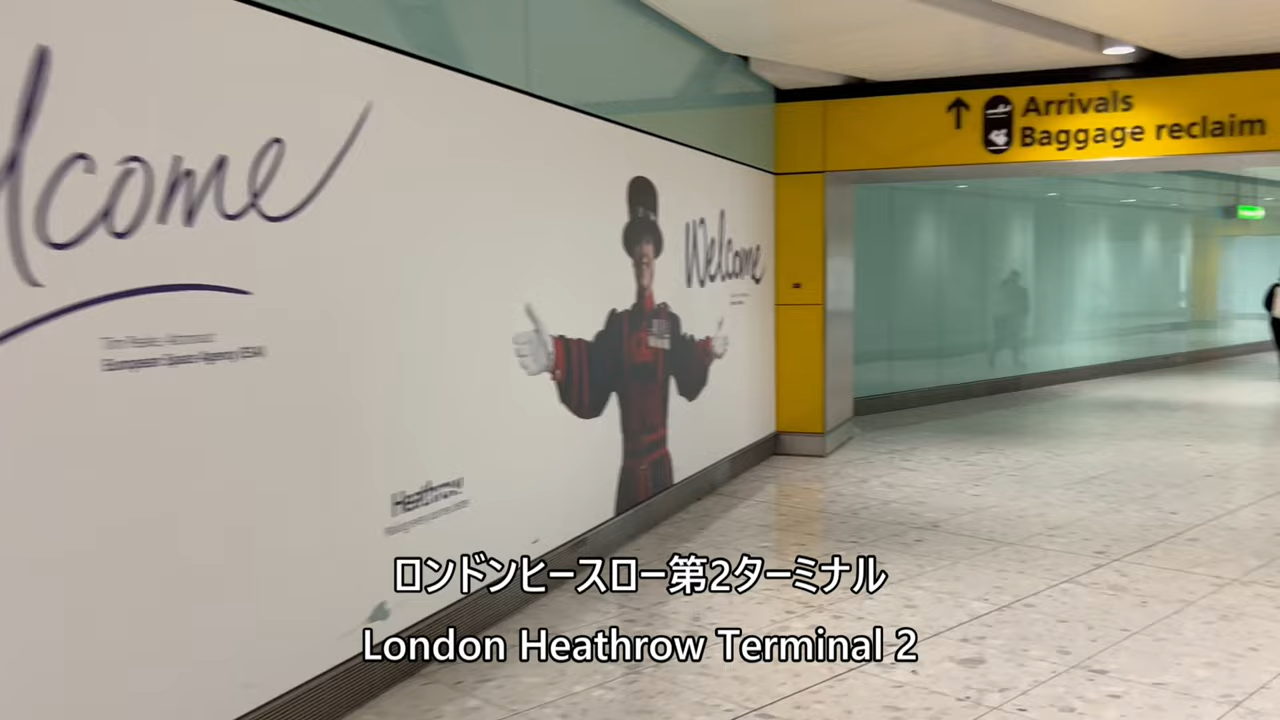 lcome
Welcome
Arrivals
Baggage reclaim
Heathrow
ロンドンヒースロー第2ターミナル
London Heathrow Terminal 2